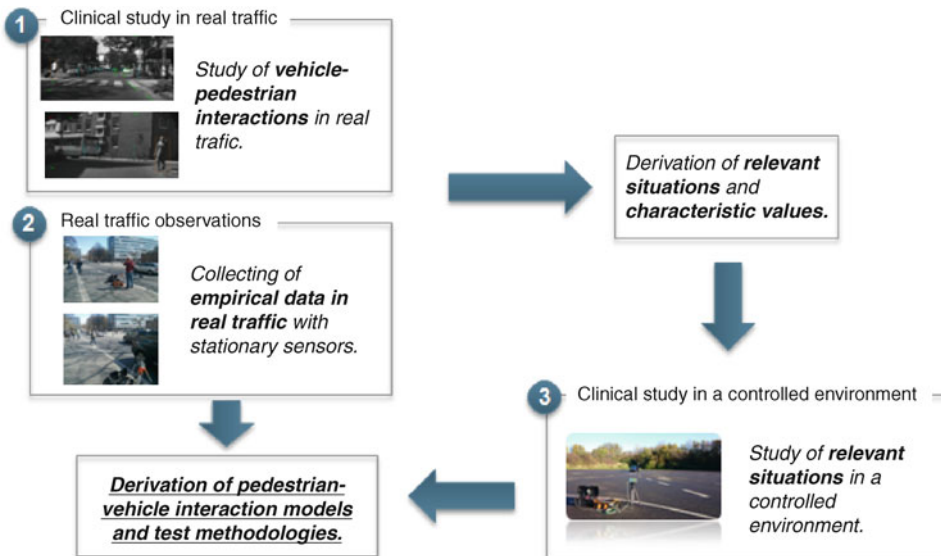 1
Clinical study in real traffic
Study of vehicle-
pedestrian
interactions in real
trafic.
2
Real traffic observations
Collecting of
empirical data in
real traffic with
stationary sensors.
Derivation of relevant
situations and
characteristic values.
3
Clinical study in a controlled environment
Study of relevant
situations in a
controlled
environment.
Derivation of pedestrian-
vehicle interaction models
and test methodologies.